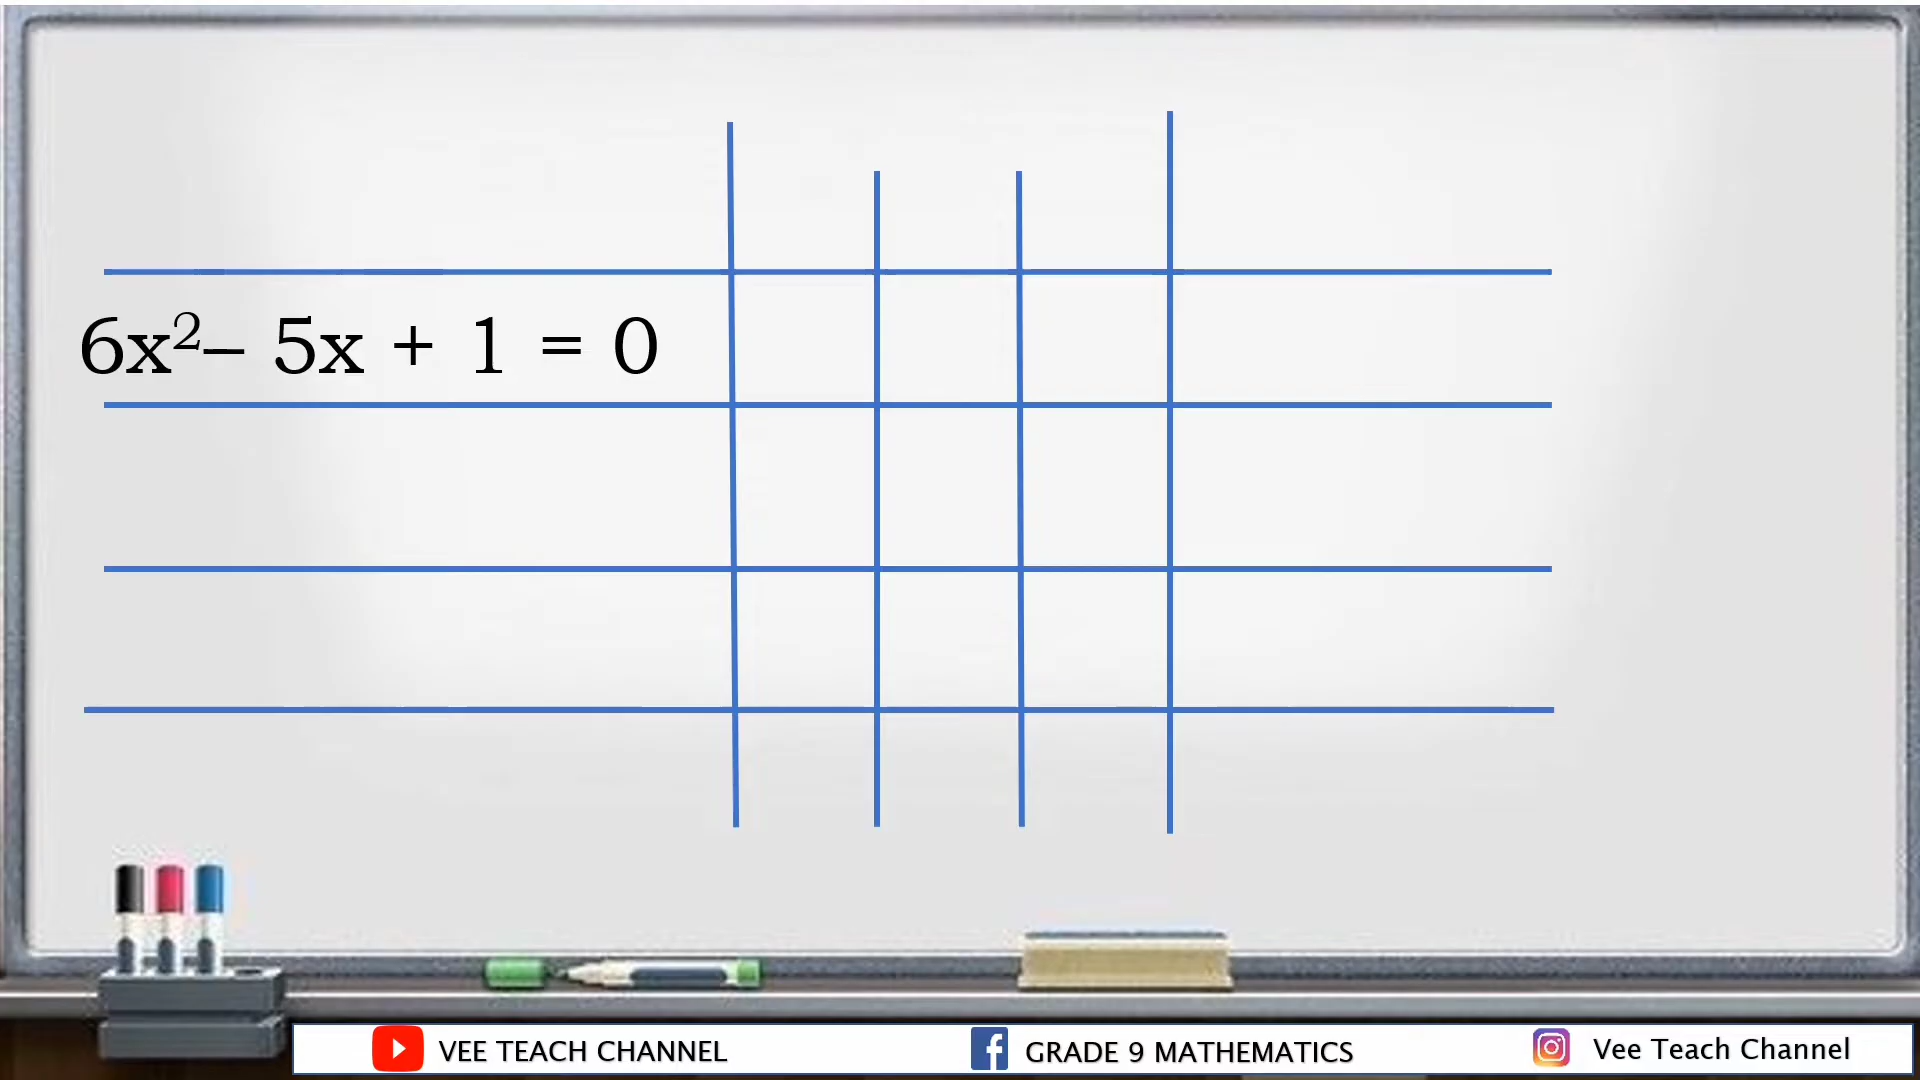 6x²– 5x + 1 = 0
VEE TEACH CHANNEL GRADE 9 MATHEMATICS Vee Teach Channel